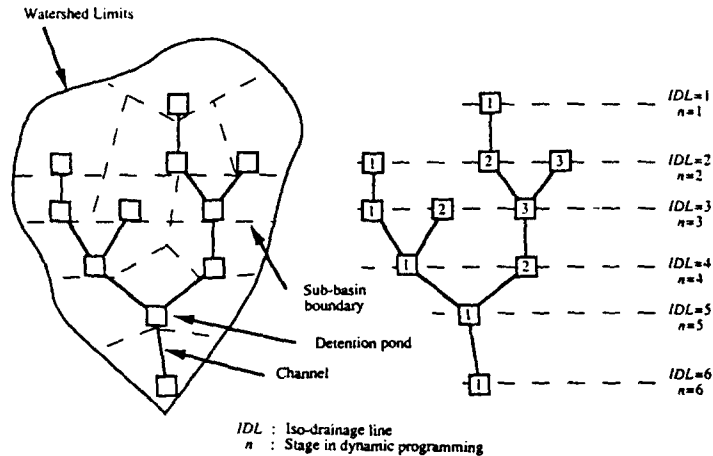 Watershed Limits
Sub-basin
boundary
Detention pond
Channel
1
IDL=1
n=1
1
2
3
IDL=2
n=2
1
2
3
IDL=3
n=3
1
2
IDL=4
n=4
1
IDL=5
n=5
1
IDL=6
n=6
IDL : Iso-drainage line
n : Stage in dynamic programming